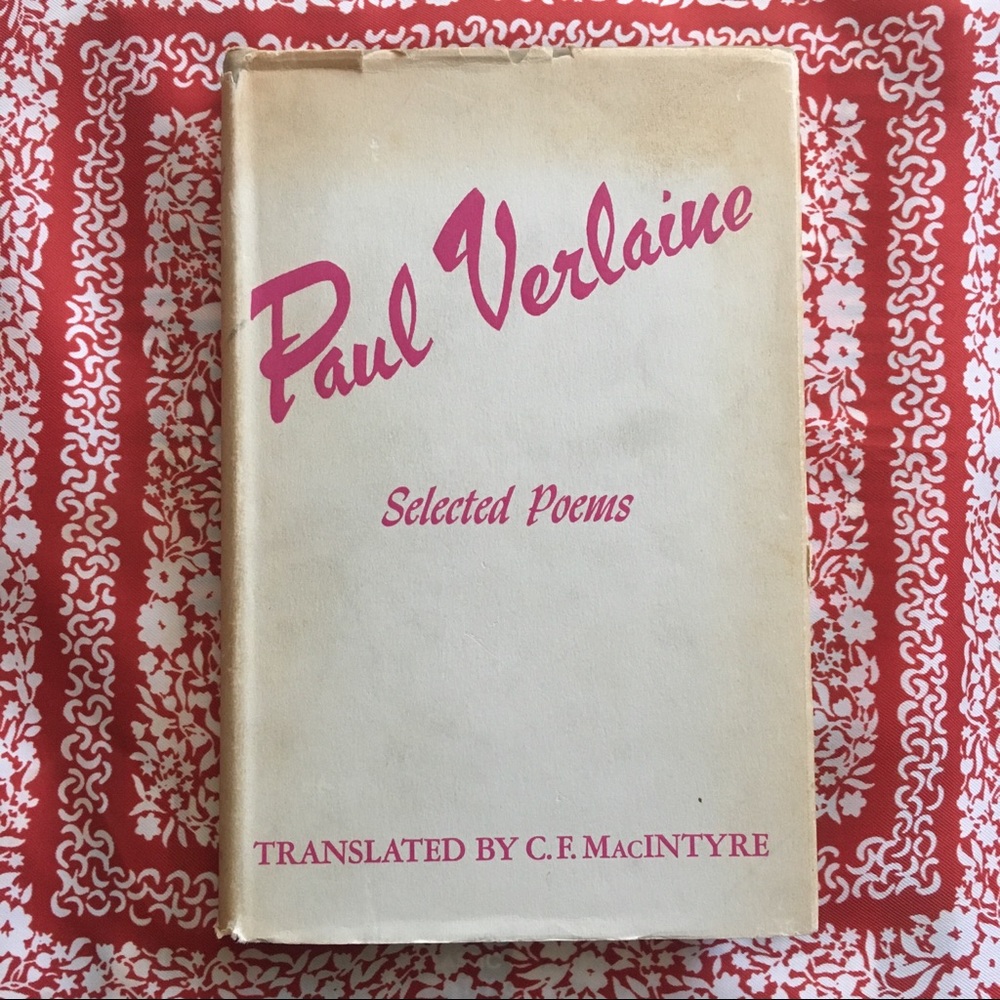 Paul Verlaine
Selected Poems
TRANSLATED BY C. F. MACINTYRE